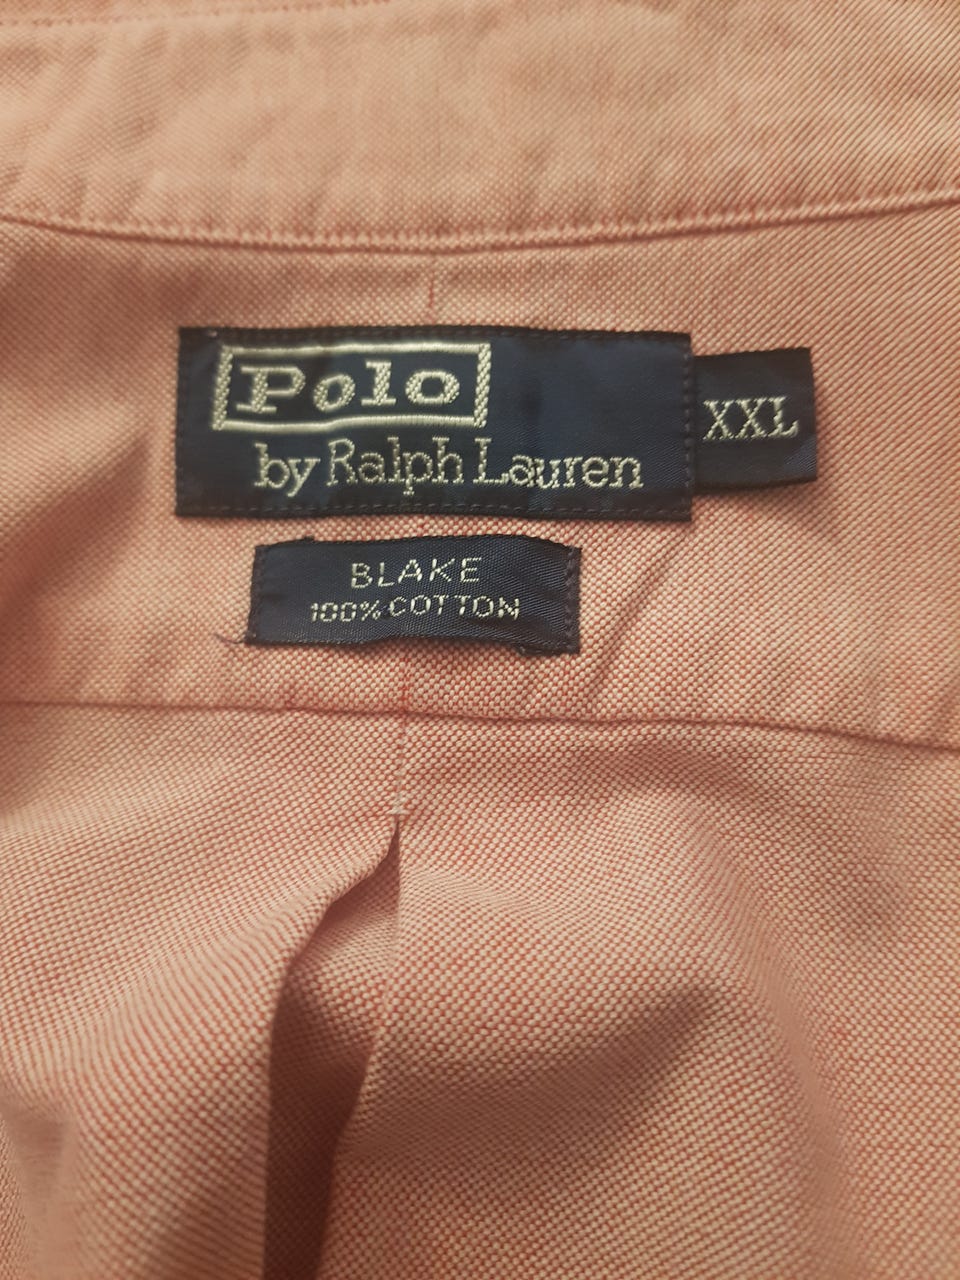 Polo
by Ralph Lauren
XXL
BLAKE
100% COTTON